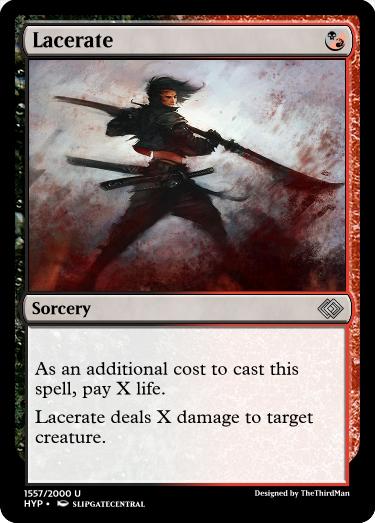 Lacerate
Sorcery
As an additional cost to cast this
spell, pay X life.
Lacerate deals X damage to target
creature.
1557/2000 U
Designed by TheThirdMan
HYP • SLIPGATECENTRAL